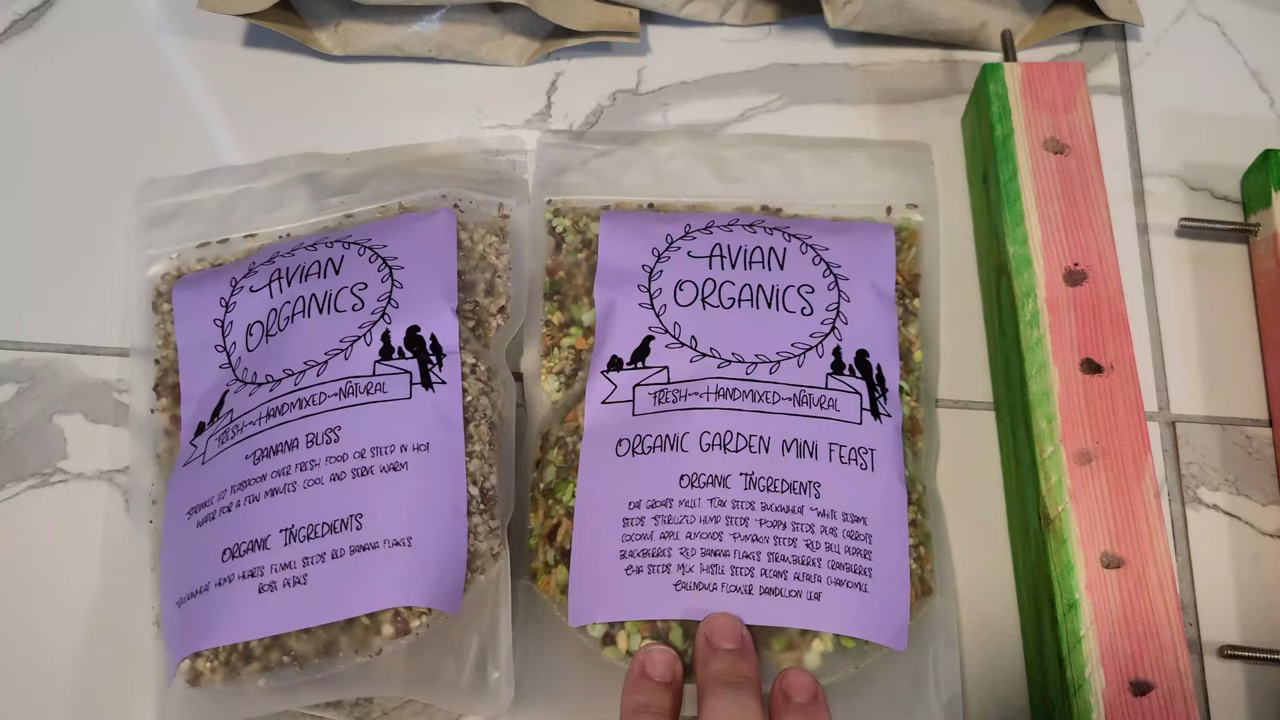 AVIAN
ORGANICS
FRESH~HANDMIXED~NATURAL
BANANA BLISS
SPRINKLE 1/2 TEASPOON OVER FRESH FOOD OR STEEP IN HOT
WATER FOR A FEW MINUTES. COOL AND SERVE WARM
ORGANIC INGREDIENTS
BUCKWHEAT HEMP HEARTS FENNEL SEEDS RED BANANA FLAKES
ROSE PETALS
AVIAN
ORGANICS
FRESH~HANDMIXED~NATURAL
ORGANIC GARDEN MINI FEAST
ORGANIC INGREDIENTS
OAT GROATS MILLET FLAX SEEDS BUCKWHEAT WHITE SESAME
SEEDS STERILIZED HEMP SEEDS POPPY SEEDS PEAS CARROTS
COCONUT APPLE ALMONDS PUMPKIN SEEDS RED BELL PEPPERS
BLACKBERRIES RED BANANA FLAKES STRAWBERRIES CRANBERRIES
CHIA SEEDS MILK THISTLE SEEDS PECANS ALFALFA CHAMOMILE
CALENDULA FLOWER DANDELION LEAF